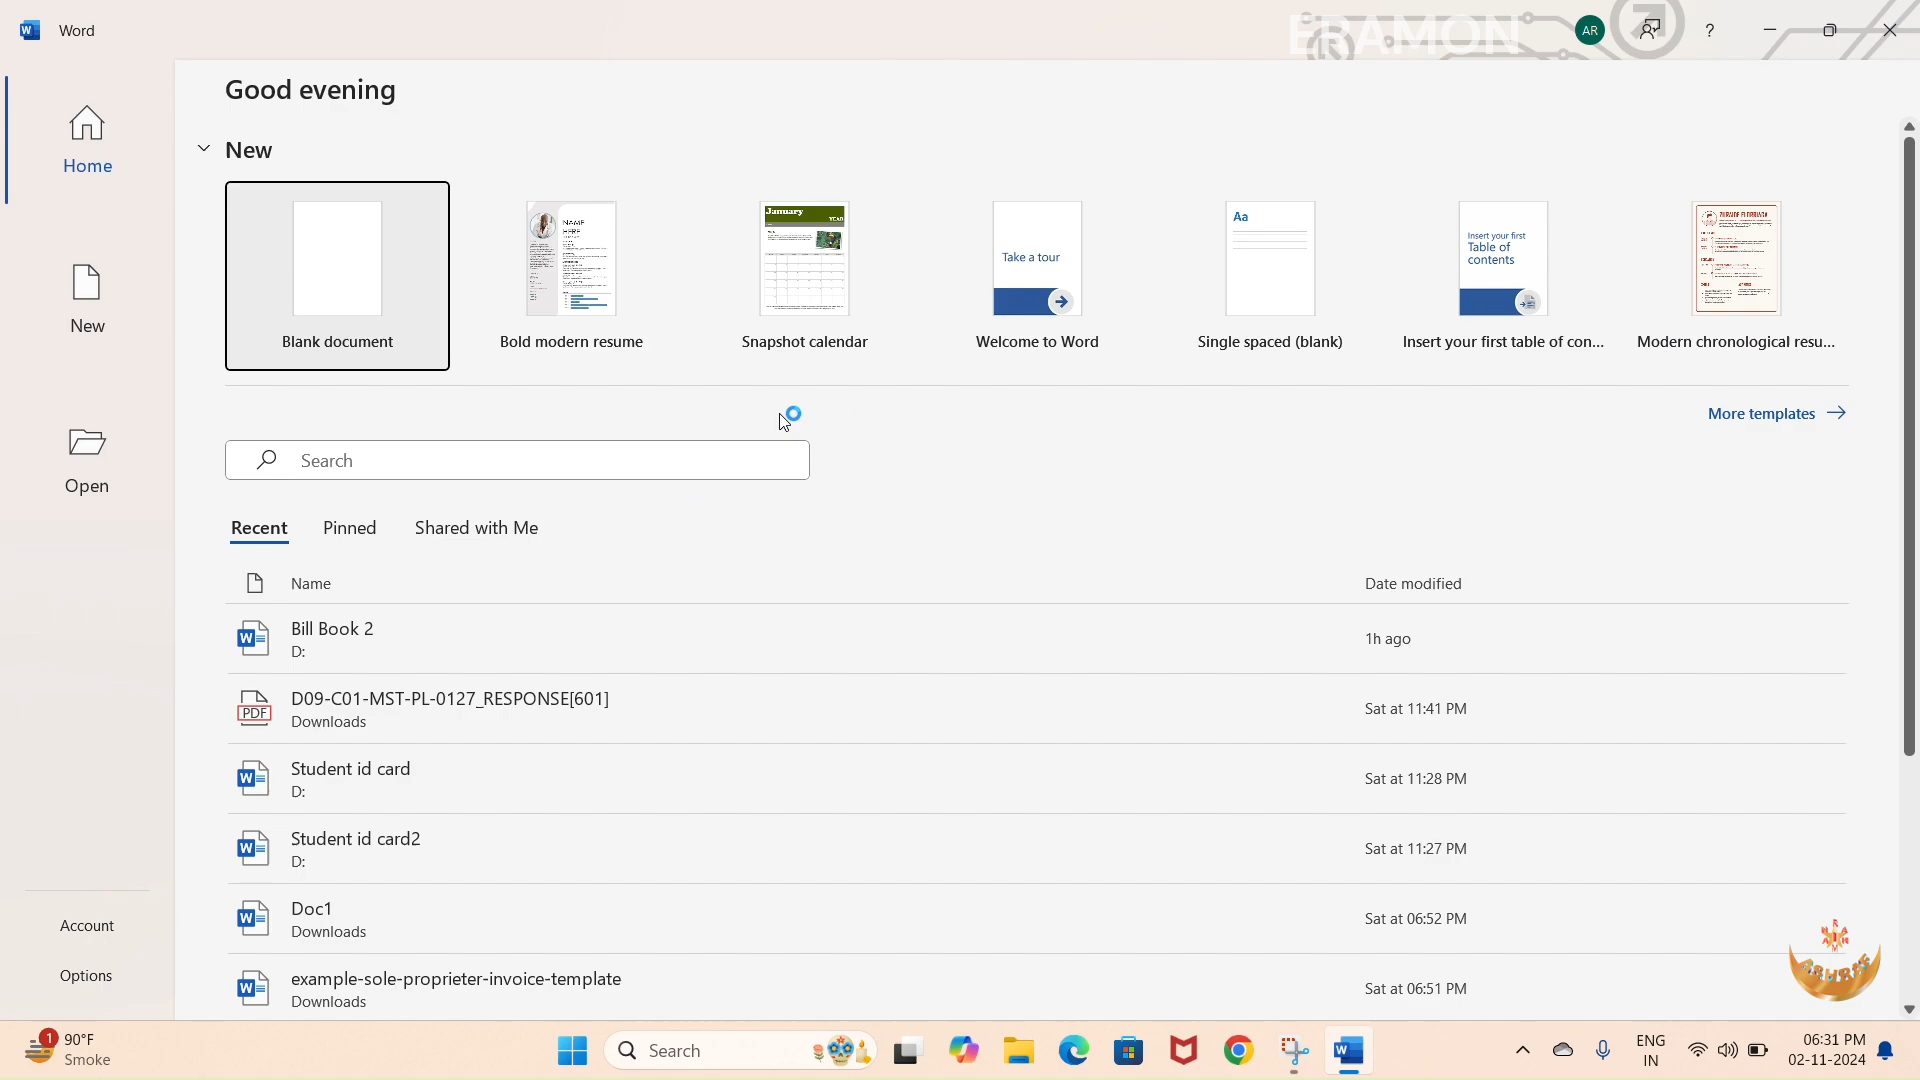 Word
ERAMON
AR
?
Good evening
Home
New
New
Open
Account
Options
NAME
HERE
January
YEAR
Take a tour
Aa
Insert your first
Table of
contents
Blank document
Bold modern resume
Snapshot calendar
Welcome to Word
Single spaced (blank)
Insert your first table of con...
Modern chronological resu...
More templates
Search
Recent
Pinned
Shared with Me
Name
Date modified
Bill Book 2
D:
1h ago
PDF
D09-C01-MST-PL-0127_RESPONSE[601]
Downloads
Sat at 11:41 PM
Student id card
D:
Sat at 11:28 PM
Student id card2
D:
Sat at 11:27 PM
Doc1
Downloads
Sat at 06:52 PM
example-sole-proprieter-invoice-template
Downloads
Sat at 06:51 PM
1
90°F
Smoke
Search
ENG
IN
06:31 PM
02-11-2024